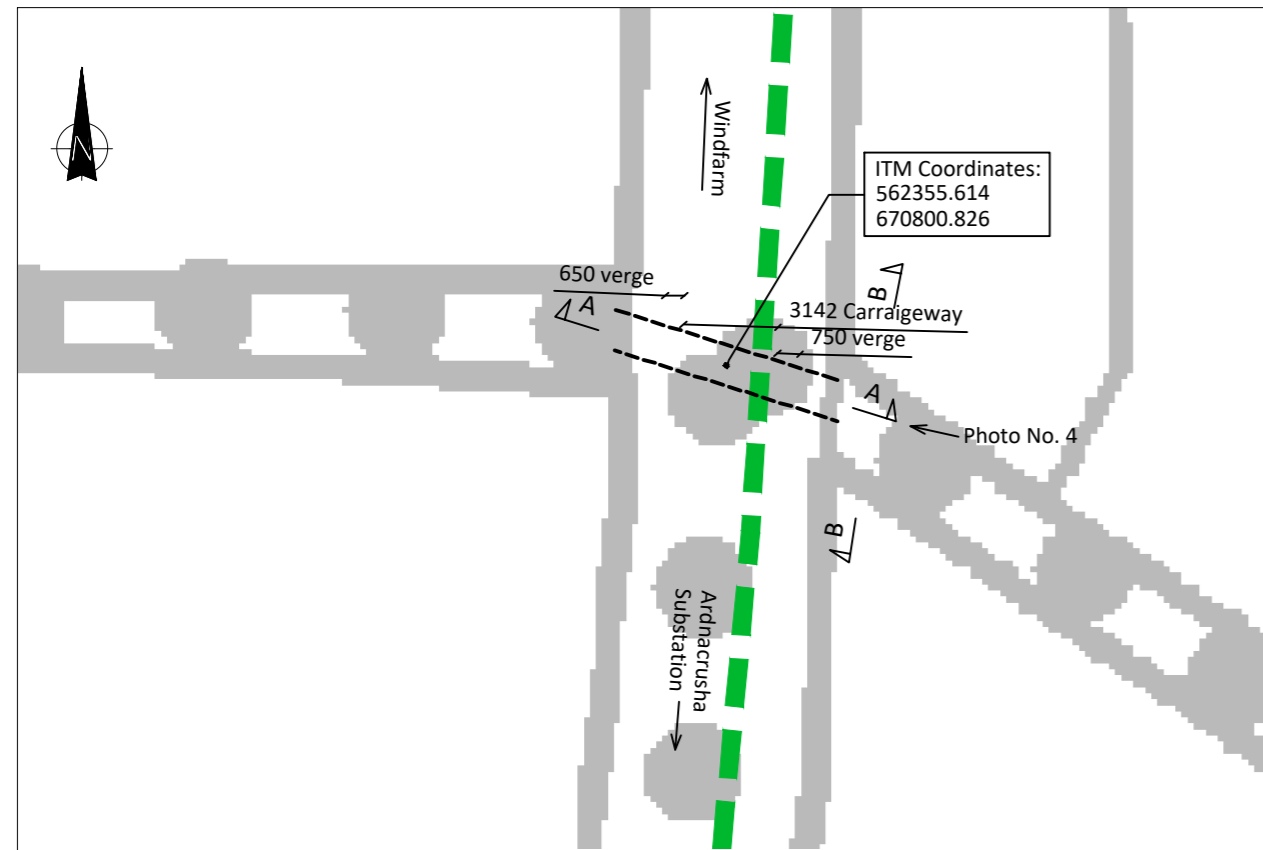 N
Windfarm
ITM Coordinates:
562355.614
670800.826
650 verge
A
B
3142 Carraigeway
750 verge
A
Photo No. 4
B
Ardnacrusha
Substation